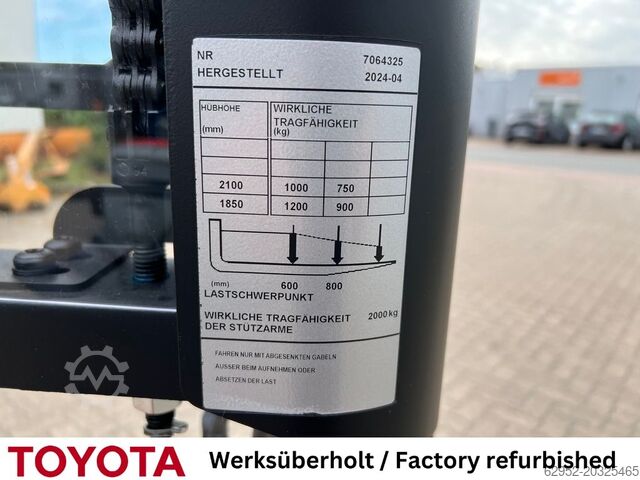 NR 7064325
HERGESTELLT 2024-04
HUBHÖHE
(mm)
WIRKLICHE
TRAGFÄHIGKEIT
(kg)
2100 1000 750
1850 1200 900
(mm) 600 800
LASTSCHWERPUNKT
WIRKLICHE TRAGFÄHIGKEIT 2000 kg
DER STÜTZARME
FAHREN NUR MIT ABGESENKTEN GABELN
AUSSER BEIM AUFNEHMEN ODER
ABSETZEN DER LAST
TOYOTA Werksüberholt / Factory refurbished
62952-20325465